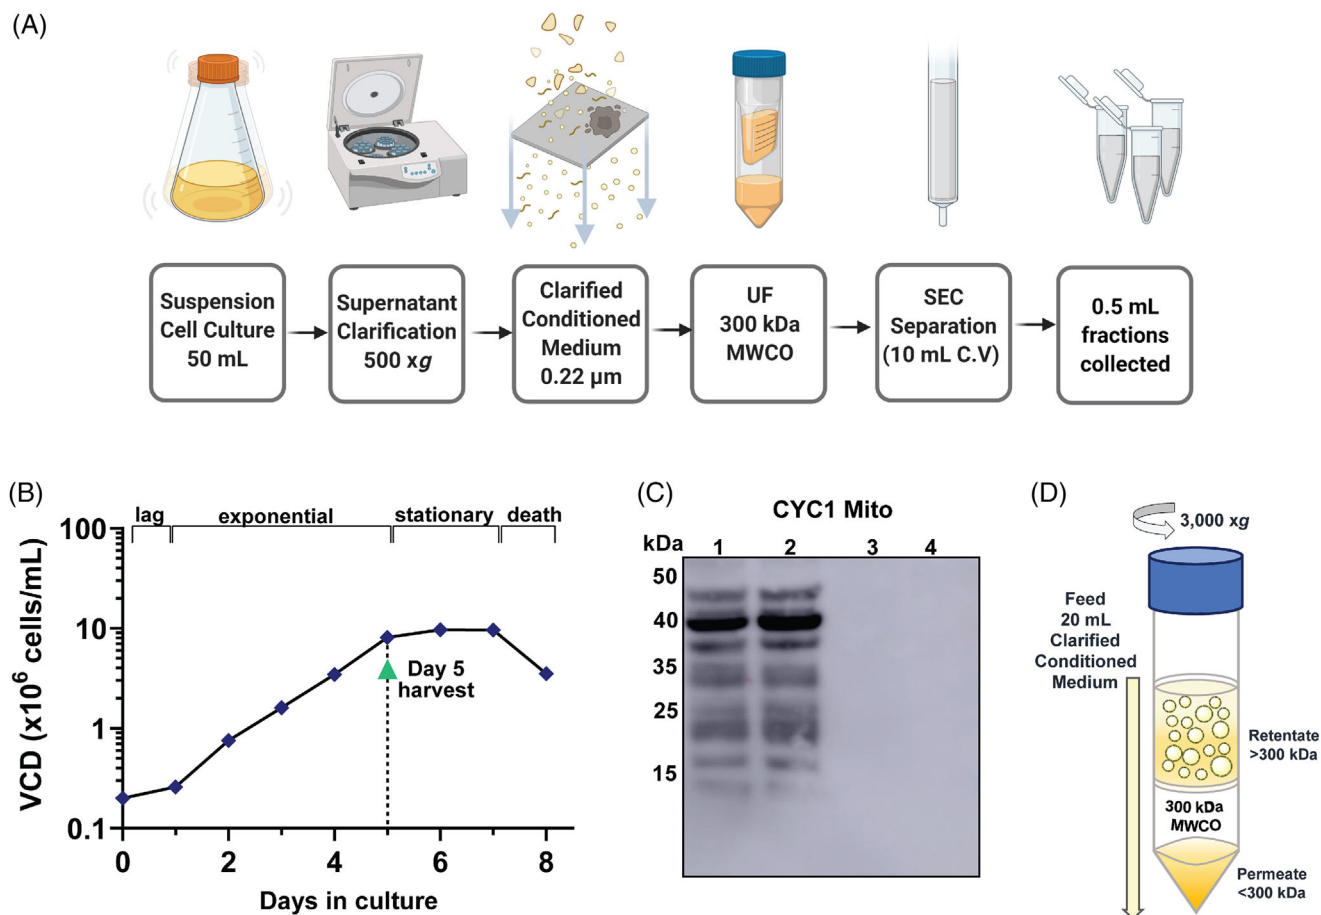 (A)
Suspension
Cell Culture
50 mL
Supernatant
Clarification
500 xg
Clarified
Conditioned
Medium
0.22 µm
UF
300 kDa
MWCO
SEC
Separation
(10 mL C.V)
0.5 mL
fractions
collected
(B)
lag
exponential
stationary
death
VCD (x10⁶ cells/mL)
100
10
1
0.1
Day 5
harvest
0 2 4 6 8
Days in culture
(C)
CYC1 Mito
kDa 1 2 3 4
50
40
35
25
15
(D)
3,000 xg
Feed
20 mL
Clarified
Conditioned
Medium
Retentate
>300 kDa
300 kDa
MWCO
Permeate
<300 kDa